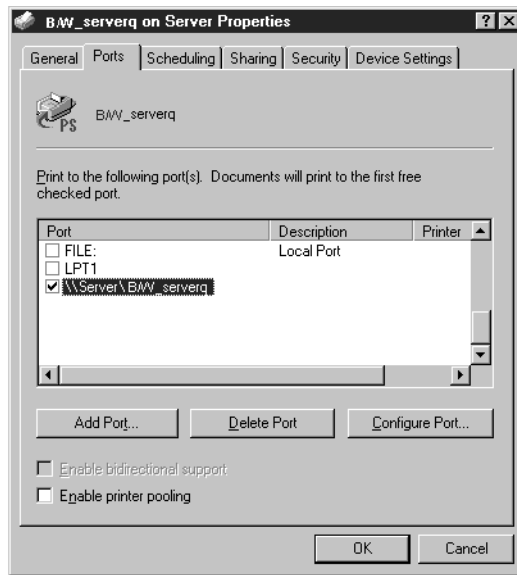 B/W_serverq on Server Properties
General Ports Scheduling Sharing Security Device Settings
PS
B/W_serverq
Print to the following port(s). Documents will print to the first free
checked port.
Port Description Printer
FILE: Local Port
LPT1
\\Server\B/W_serverq
Add Port... Delete Port Configure Port...
Enable bidirectional support
Enable printer pooling
OK Cancel